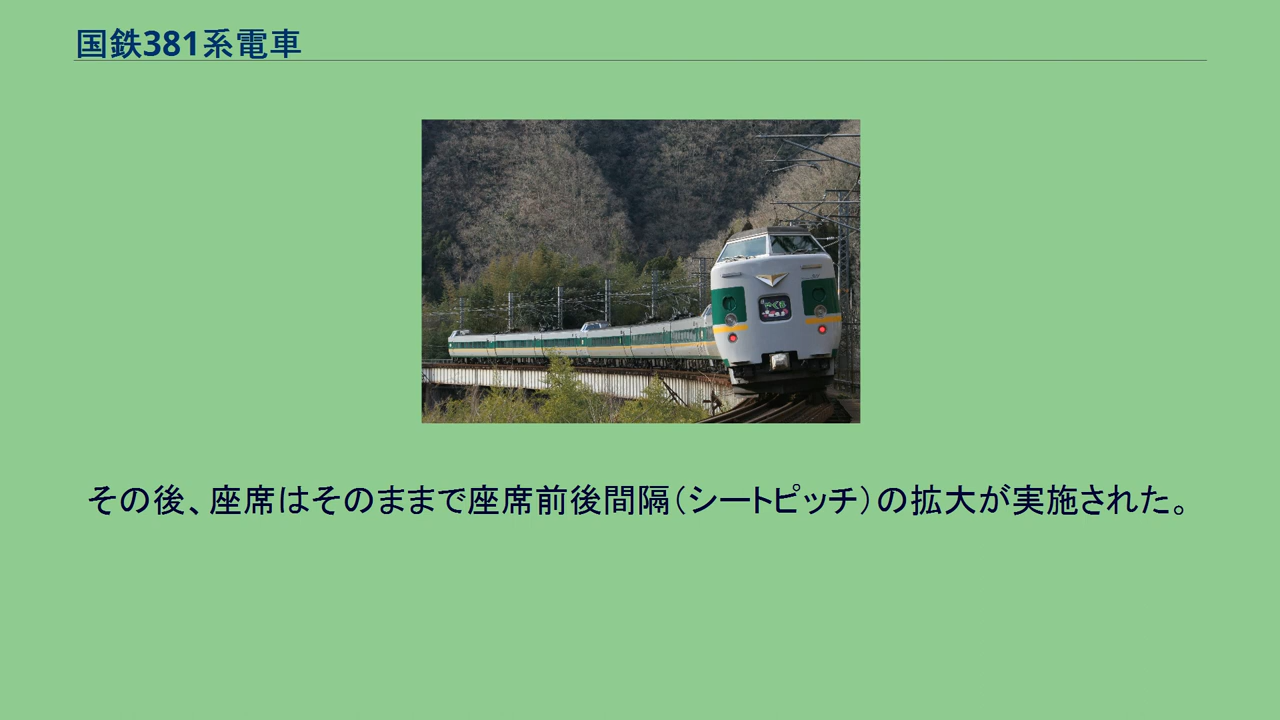 国鉄381系電車
その後、座席はそのままで座席前後間隔(シートピッチ)の拡大が実施された。